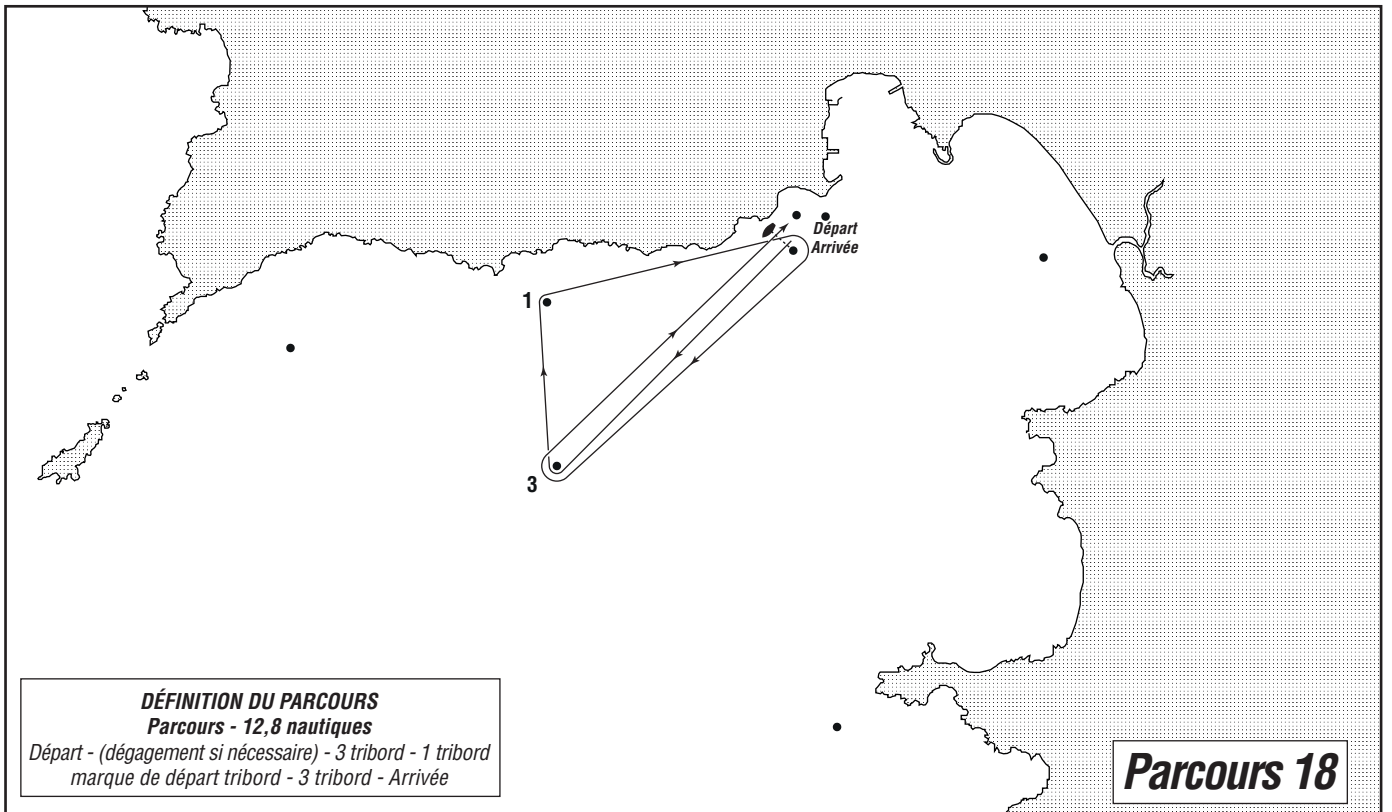 Départ
Arrivée
1
3
DÉFINITION DU PARCOURS
Parcours - 12,8 nautiques
Départ - (dégagement si nécessaire) - 3 tribord - 1 tribord
marque de départ tribord - 3 tribord - Arrivée
Parcours 18